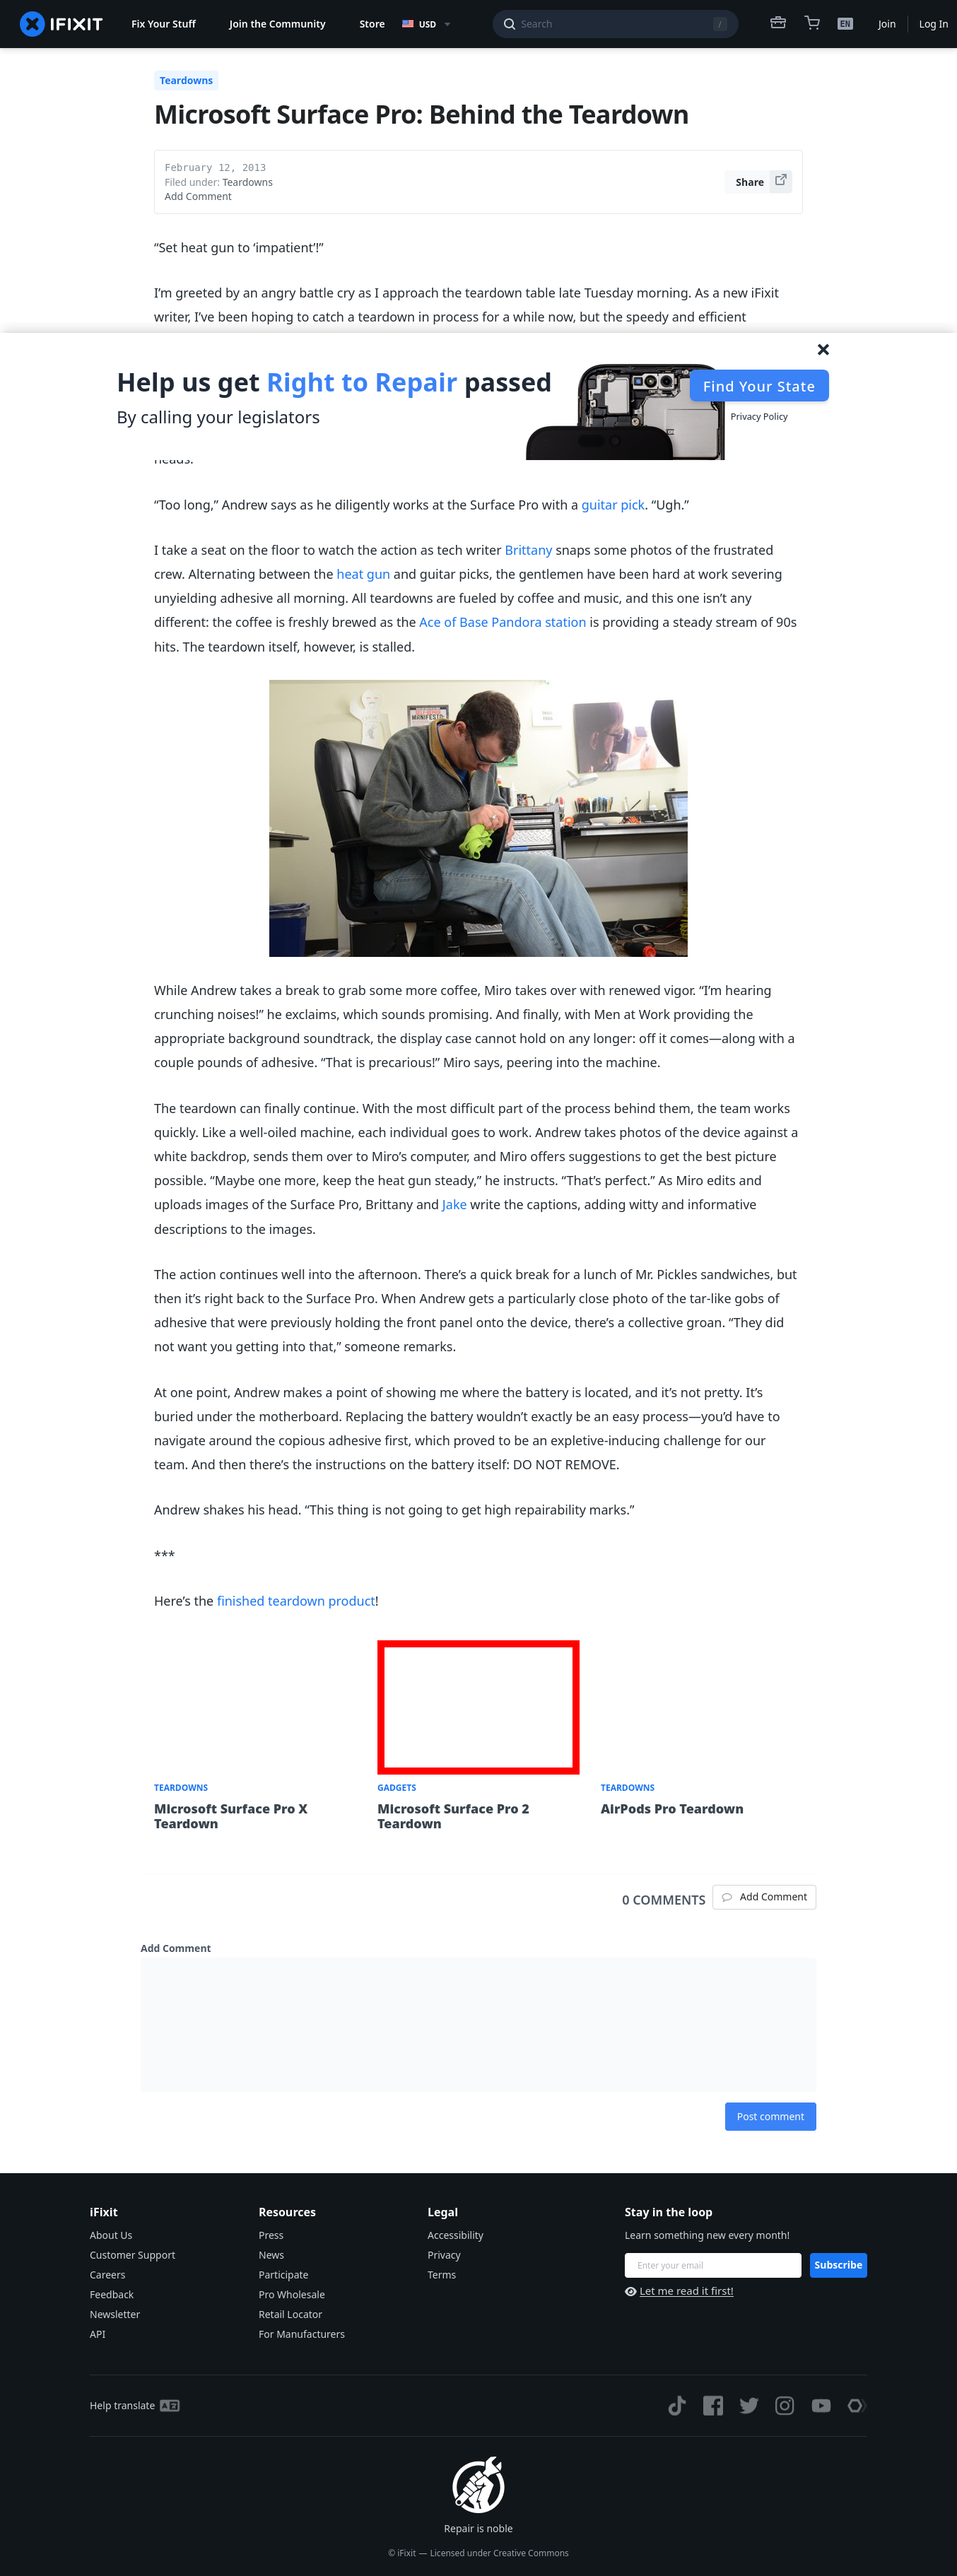 IFIXIT
Fix Your Stuff
Join the Community
Store
USD
Search
/
EN
Join
Log In
Teardowns
Microsoft Surface Pro: Behind the Teardown
February 12, 2013
Filed under: Teardowns
Add Comment
Share
“Set heat gun to ‘impatient’!”
I’m greeted by an angry battle cry as I approach the teardown table late Tuesday morning. As a new iFixit
writer, I’ve been hoping to catch a teardown in process for a while now, but the speedy and efficient
Help us get Right to Repair passed
By calling your legislators
Find Your State
Privacy Policy
heads.
“Too long,” Andrew says as he diligently works at the Surface Pro with a guitar pick. “Ugh.”
I take a seat on the floor to watch the action as tech writer Brittany snaps some photos of the frustrated
crew. Alternating between the heat gun and guitar picks, the gentlemen have been hard at work severing
unyielding adhesive all morning. All teardowns are fueled by coffee and music, and this one isn’t any
different: the coffee is freshly brewed as the Ace of Base Pandora station is providing a steady stream of 90s
hits. The teardown itself, however, is stalled.
MANIFESTO
While Andrew takes a break to grab some more coffee, Miro takes over with renewed vigor. “I’m hearing
crunching noises!” he exclaims, which sounds promising. And finally, with Men at Work providing the
appropriate background soundtrack, the display case cannot hold on any longer: off it comes—along with a
couple pounds of adhesive. “That is precarious!” Miro says, peering into the machine.
The teardown can finally continue. With the most difficult part of the process behind them, the team works
quickly. Like a well-oiled machine, each individual goes to work. Andrew takes photos of the device against a
white backdrop, sends them over to Miro’s computer, and Miro offers suggestions to get the best picture
possible. “Maybe one more, keep the heat gun steady,” he instructs. “That’s perfect.” As Miro edits and
uploads images of the Surface Pro, Brittany and Jake write the captions, adding witty and informative
descriptions to the images.
The action continues well into the afternoon. There’s a quick break for a lunch of Mr. Pickles sandwiches, but
then it’s right back to the Surface Pro. When Andrew gets a particularly close photo of the tar-like gobs of
adhesive that were previously holding the front panel onto the device, there’s a collective groan. “They did
not want you getting into that,” someone remarks.
At one point, Andrew makes a point of showing me where the battery is located, and it’s not pretty. It’s
buried under the motherboard. Replacing the battery wouldn’t exactly be an easy process—you’d have to
navigate around the copious adhesive first, which proved to be an expletive-inducing challenge for our
team. And then there’s the instructions on the battery itself: DO NOT REMOVE.
Andrew shakes his head. “This thing is not going to get high repairability marks.”
***
Here’s the finished teardown product!
TEARDOWNS
Microsoft Surface Pro X
Teardown
GADGETS
Microsoft Surface Pro 2
Teardown
TEARDOWNS
AirPods Pro Teardown
0 COMMENTS
Add Comment
Add Comment
Post comment
iFixit
About Us
Customer Support
Careers
Feedback
Newsletter
API
Resources
Press
News
Participate
Pro Wholesale
Retail Locator
For Manufacturers
Legal
Accessibility
Privacy
Terms
Stay in the loop
Learn something new every month!
Enter your email
Subscribe
Let me read it first!
Help translate
Repair is noble
© iFixit — Licensed under Creative Commons